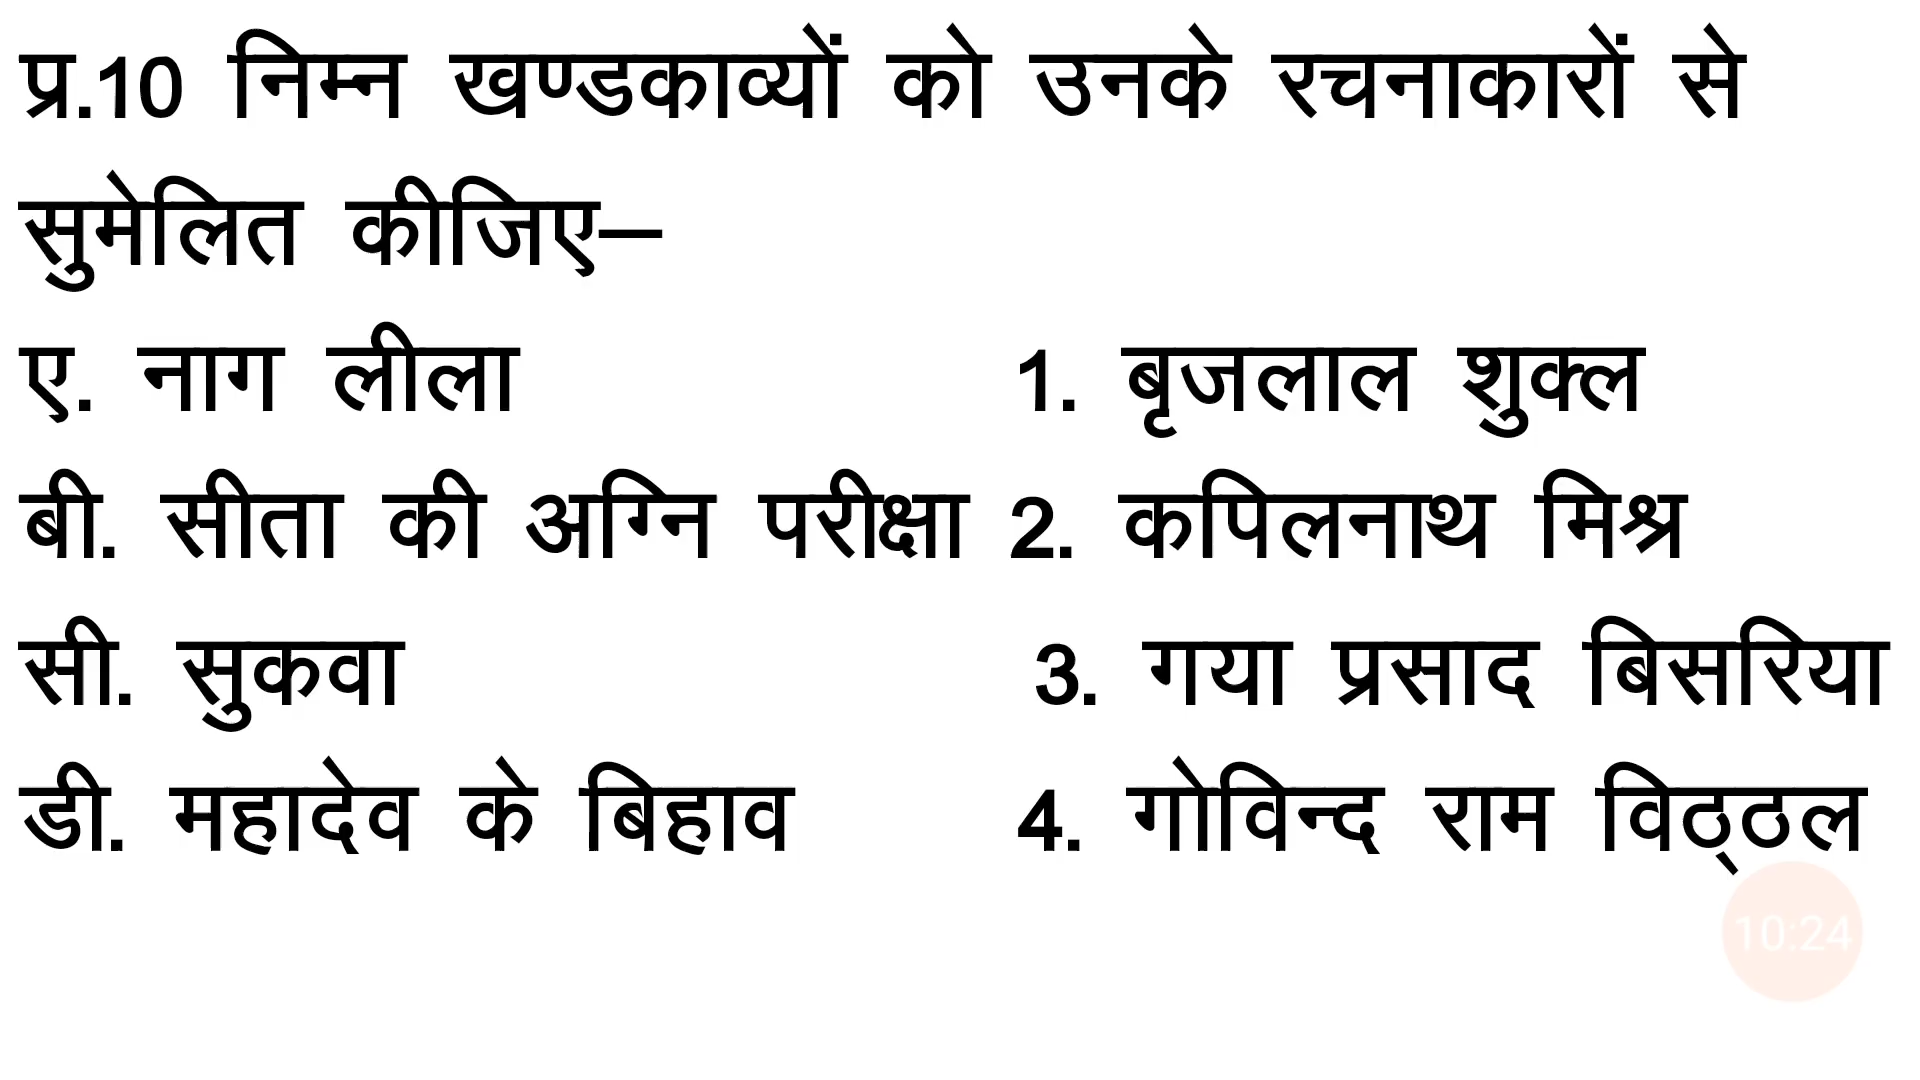 प्र.10 निम्न खण्डकाव्यों को उनके रचनाकारों से
सुमेलित कीजिए–
ए. नाग लीला 1. बृजलाल शुक्ल
बी. सीता की अग्नि परीक्षा 2. कपिलनाथ मिश्र
सी. सुकवा 3. गया प्रसाद बिसरिया
डी. महादेव के बिहाव 4. गोविन्द राम विठ्ठल
10:24